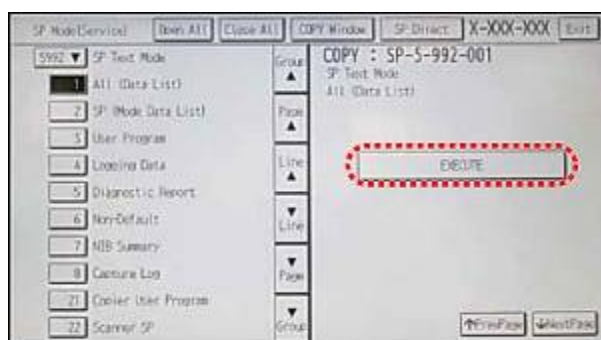 SP Mode(Service) Open All Close All COPY Window SP Direct X-XXX-XXX Exit
5992 ▼ SP Text Mode
1 All (Data List)
2 SP (Mode Data List)
3 User Program
4 Logging Data
5 Diagnostic Report
6 Non-Default
7 NIB Summary
8 Capture Log
21 Copier User Program
22 Scanner SP
Group
Page
Line
Line
Page
Group
COPY : SP-5-992-001
SP Text Mode
All (Data List)
EXECUTE
↑PrevPage ↓NextPage